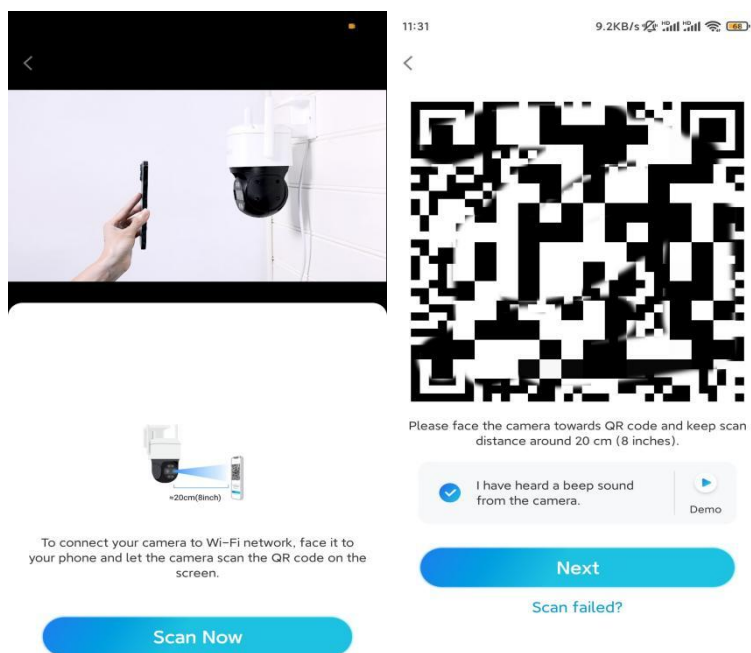 ≈20cm(8inch)
To connect your camera to Wi-Fi network, face it to
your phone and let the camera scan the QR code on the
screen.
Scan Now
11:31
9.2KB/s HD HD 68
Please face the camera towards QR code and keep scan
distance around 20 cm (8 inches).
I have heard a beep sound
from the camera.
Demo
Next
Scan failed?